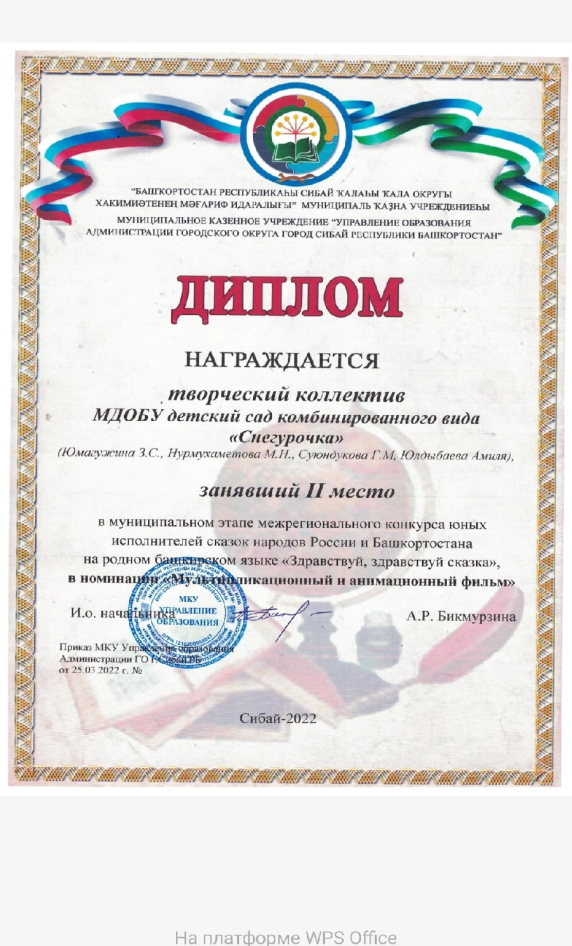 "БАШҠОРТОСТАН РЕСПУБЛИКАҺЫ СИБАЙ ҠАЛАҺЫ ҠАЛА ОКРУГЫ
ХАКИМИӘТЕНЕҢ МӘҒАРИФ ИДАРАЛЫҒЫ" МУНИЦИПАЛЬ ҠАҘНА УЧРЕЖДЕНИЕҺЫ
МУНИЦИПАЛЬНОЕ КАЗЕННОЕ УЧРЕЖДЕНИЕ "УПРАВЛЕНИЕ ОБРАЗОВАНИЯ
АДМИНИСТРАЦИИ ГОРОДСКОГО ОКРУГА ГОРОД СИБАЙ РЕСПУБЛИКИ БАШКОРТОСТАН"
ДИПЛОМ
НАГРАЖДАЕТСЯ
творческий коллектив
МДОБУ детский сад комбинированного вида
«Снегурочка»
(Юмагужина З.С., Нурмухаметова М.Н., Суюндукова Г.М, Юлдыбаева Амиля),
занявший II место
в муниципальном этапе межрегионального конкурса юных
исполнителей сказок народов России и Башкортостана
на родном башкирском языке «Здравствуй, здравствуй сказка»,
в номинации «Мультипликационный и анимационный фильм»
И.о. начальника А.Р. Бикмурзина
МКУ
УПРАВЛЕНИЕ
ОБРАЗОВАНИЯ
Приказ МКУ Управление образования
Администрации ГО г.Сибай РБ
от 25.03.2022 г. №
Сибай-2022
На платформе WPS Office